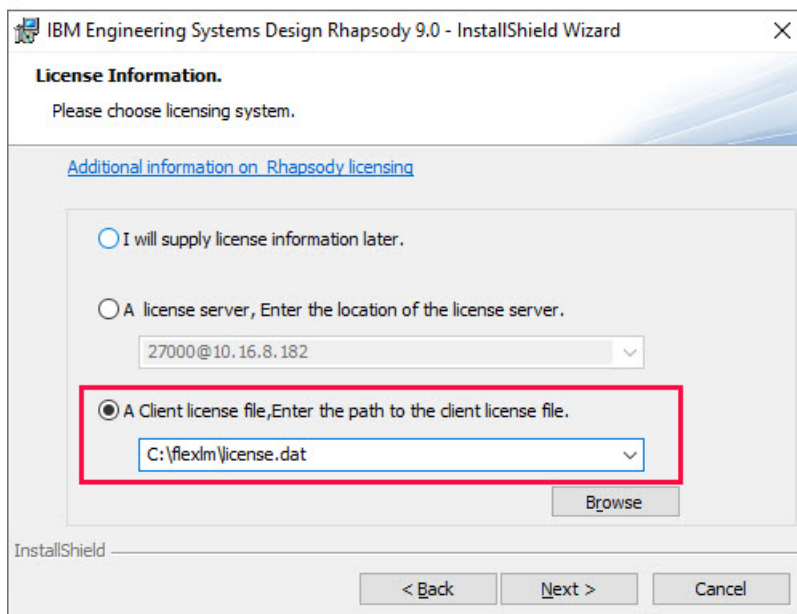 IBM Engineering Systems Design Rhapsody 9.0 - InstallShield Wizard
License Information.
Please choose licensing system.
Additional information on  Rhapsody licensing
I will supply license information later.
A  license server, Enter the location of the license server.
27000@10.16.8.182
A Client license file,Enter the path to the client license file.
C:\flexlm\license.dat
Browse
InstallShield
< Back
Next >
Cancel